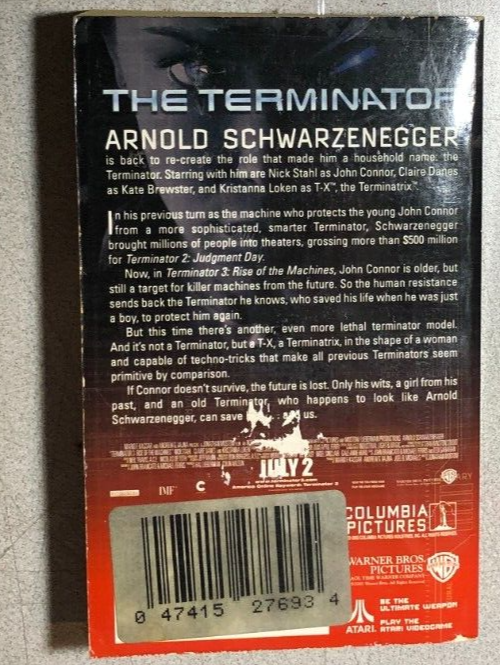 THE TERMINATOR
ARNOLD SCHWARZENEGGER
is back to re-create the role that made him a household name: the
Terminator. Starring with him are Nick Stahl as John Connor, Claire Danes
as Kate Brewster, and Kristanna Loken as T-X™, the Terminatrix™.
In his previous turn as the machine who protects the young John Connor
from a more sophisticated, smarter Terminator, Schwarzenegger
brought millions of people into theaters, grossing more than $500 million
for Terminator 2: Judgment Day.
Now, in Terminator 3: Rise of the Machines, John Connor is older, but
still a target for killer machines from the future. So the human resistance
sends back the Terminator he knows, who saved his life when he was just
a boy, to protect him again.
But this time there's another, even more lethal terminator model.
And it's not a Terminator, but a T-X, a Terminatrix, in the shape of a woman
and capable of techno-tricks that make all previous Terminators seem
primitive by comparison.
If Connor doesn't survive, the future is lost. Only his wits, a girl from his
past, and an old Terminator, who happens to look like Arnold
Schwarzenegger, can save us.
JULY 2
www.terminator3.com
America Online Keyword: Terminator 3
IMF C
COLUMBIA
PICTURES
WARNER BROS.
PICTURES
0 47415 27693 4
BE THE
ULTIMATE WEAPON
PLAY THE
ATARI VIDEOGAME
ATARI